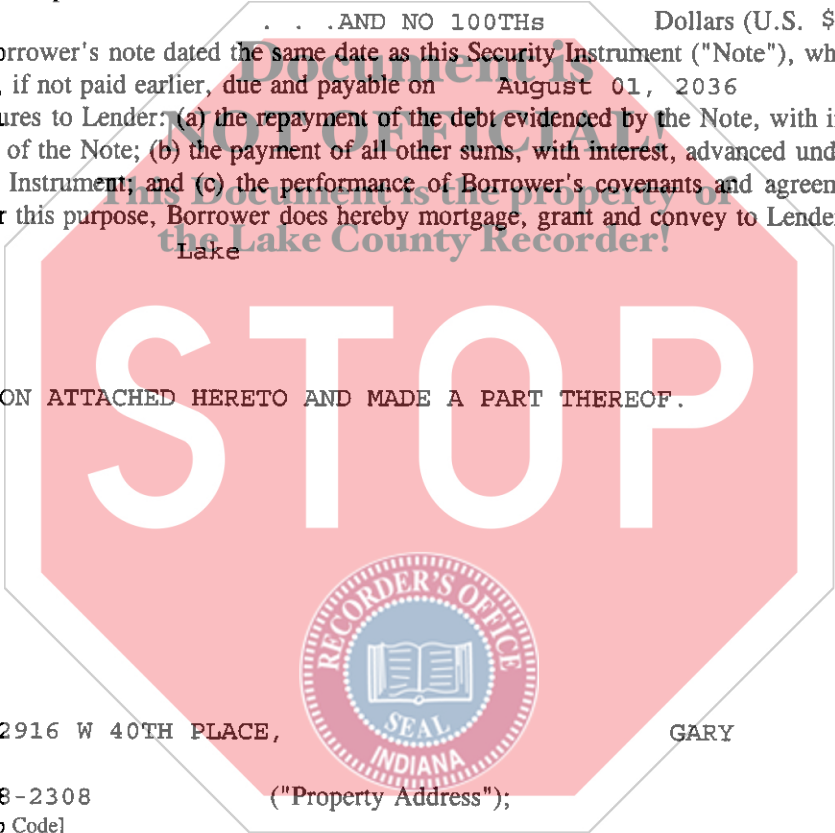 . . .AND NO 100THs Dollars (U.S. $
orrower's note dated the same date as this Security Instrument ("Note"), wh
Document is
, if not paid earlier, due and payable on August 01, 2036
ures to Lender: (a) the repayment of the debt evidenced by the Note, with i
NOT OFFICIAL!
of the Note; (b) the payment of all other sums, with interest, advanced und
Instrument; and (c) the performance of Borrower's covenants and agreem
This Document is the property of
r this purpose, Borrower does hereby mortgage, grant and convey to Lender
the Lake County Recorder!
Lake
STOP
ON ATTACHED HERETO AND MADE A PART THEREOF.
RECORDER'S OFFICE
SEAL
INDIANA
2916 W 40TH PLACE, GARY
8-2308 ("Property Address");
Code]